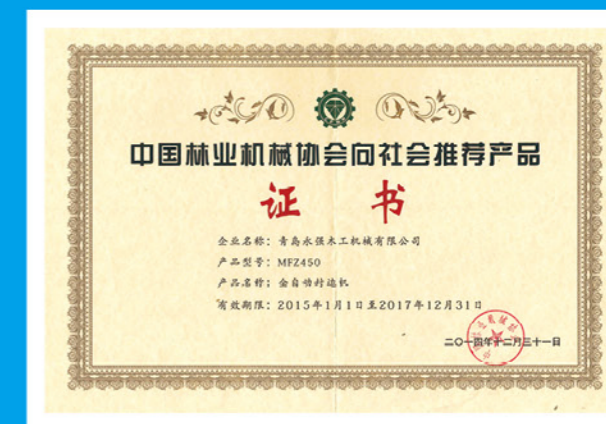 中国林业机械协会向社会推荐产品
证 书
企业名称：青岛永强木工机械有限公司
产品型号：MFZ450
产品名称：全自动封边机
有效期限：2015年1月1日至2017年12月31日
二〇一四年十二月三十一日